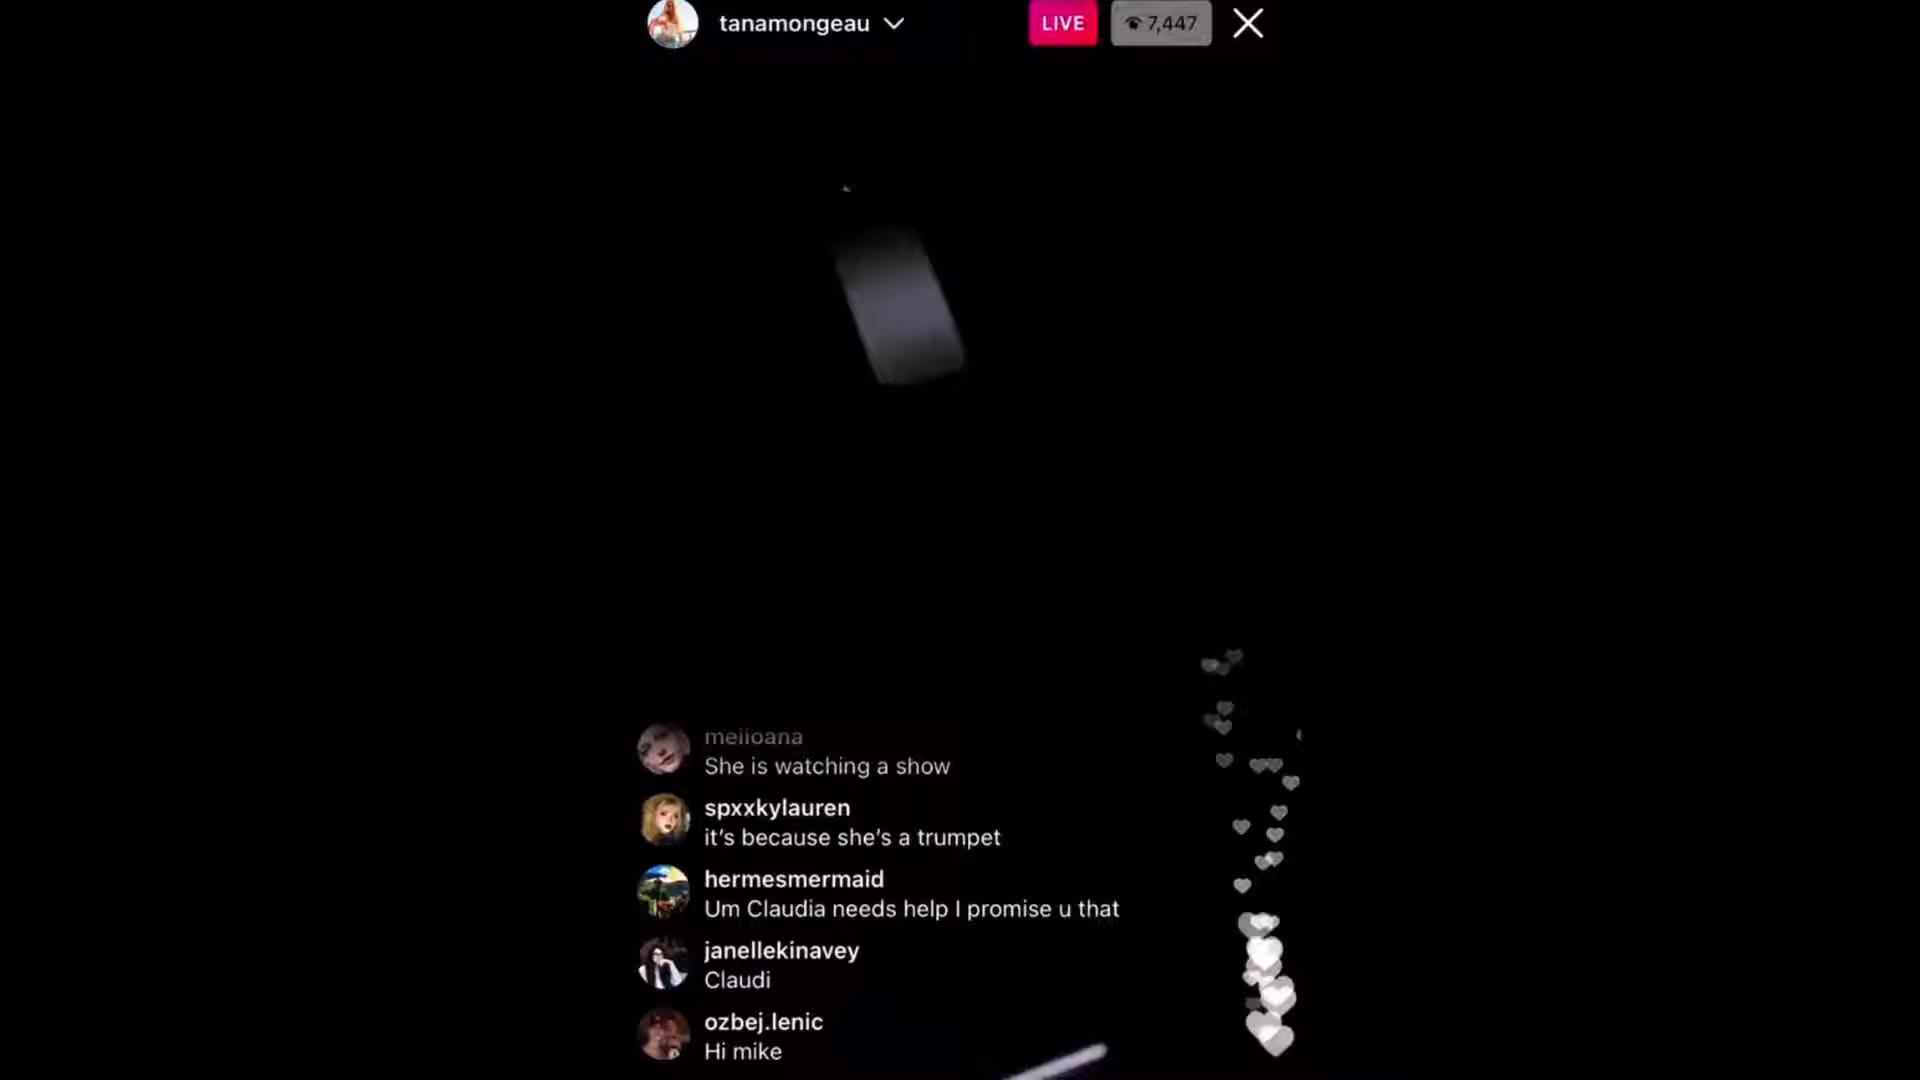 tanamongeau
LIVE
7,447
meiioana
She is watching a show
spxxkylauren
it’s because she’s a trumpet
hermesmermaid
Um Claudia needs help I promise u that
janellekinavey
Claudi
ozbej.lenic
Hi mike